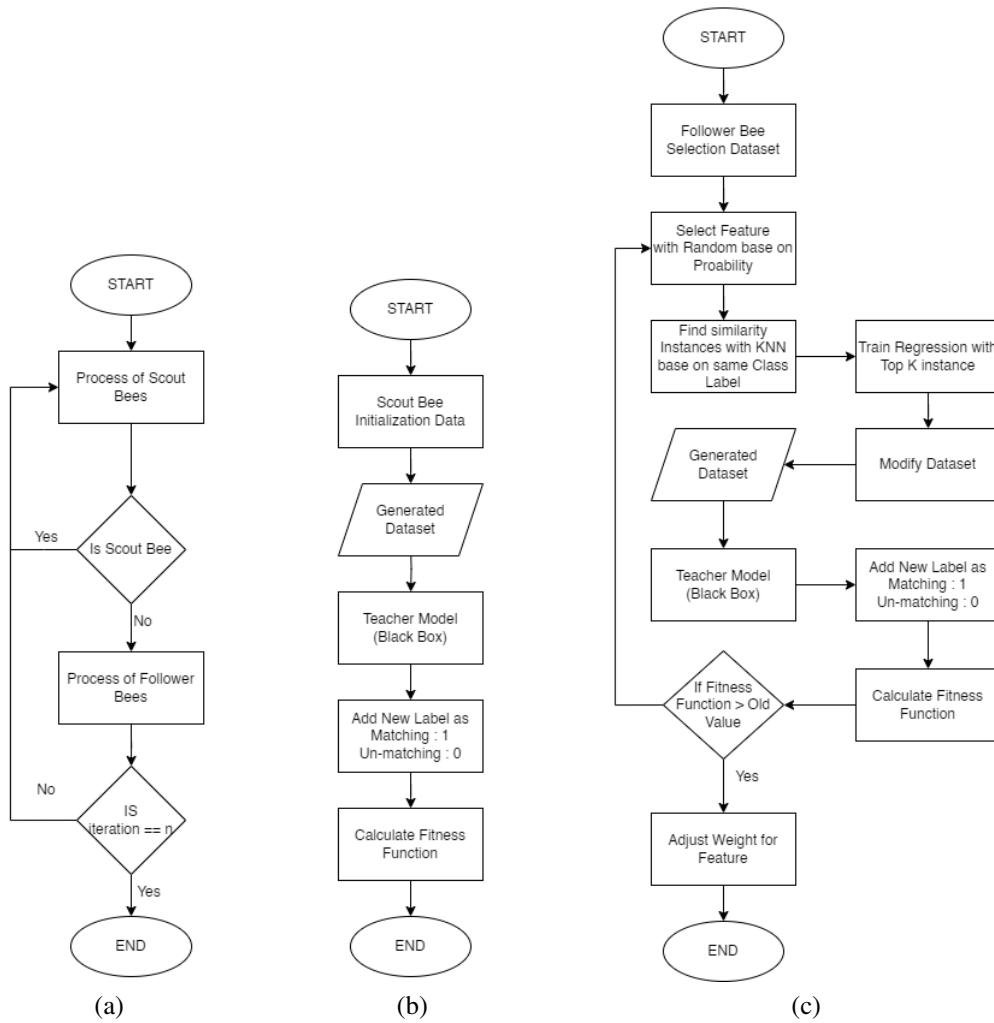 START
Process of Scout
Bees
Is Scout Bee
Yes
No
Process of Follower
Bees
IS
iteration == n
No
Yes
END
(a)
START
Scout Bee
Initialization Data
Generated
Dataset
Teacher Model
(Black Box)
Add New Label as
Matching : 1
Un-matching : 0
Calculate Fitness
Function
END
(b)
START
Follower Bee
Selection Dataset
Select Feature
with Random base on
Proability
Find similarity
Instances with KNN
base on same Class
Label
Train Regression with
Top K instance
Modify Dataset
Generated
Dataset
Teacher Model
(Black Box)
Add New Label as
Matching : 1
Un-matching : 0
Calculate Fitness
Function
If Fitness
Function > Old
Value
Yes
Adjust Weight for
Feature
END
(c)